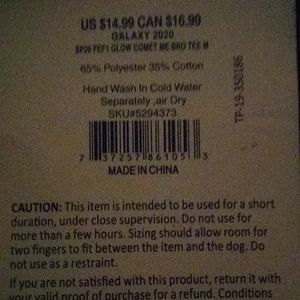 US $14.99 CAN $16.99
GALAXY 2020
SP20 PEF1 GLOW COMET ME BRO TEE M
65% Polyester 35% Cotton
Hand Wash In Cold Water
Separately ,air Dry
SKU#5294373
7 37257 86105 3
MADE IN CHINA
TP-19-350186
CAUTION: This item is intended to be used for a short
duration, under close supervision. Do not use for
more than a few hours. Sizing should allow room for
two fingers to fit between the item and the dog. Do
not use as a restraint.
If you are not satisfied with this product, return it with
your valid proof of purchase for a refund. Conditions